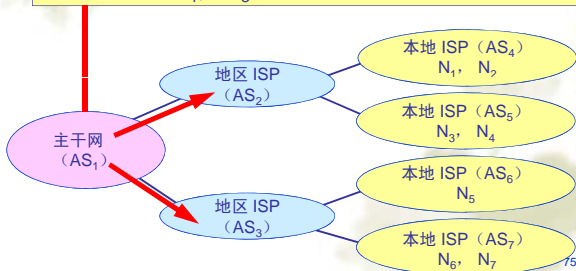 本地 ISP（AS4）
N1， N2
地区 ISP
（AS2）
本地 ISP（AS5）
N3， N4
主干网
（AS1）
本地 ISP（AS6）
N5
地区 ISP
（AS3）
本地 ISP（AS7）
N6， N7
75